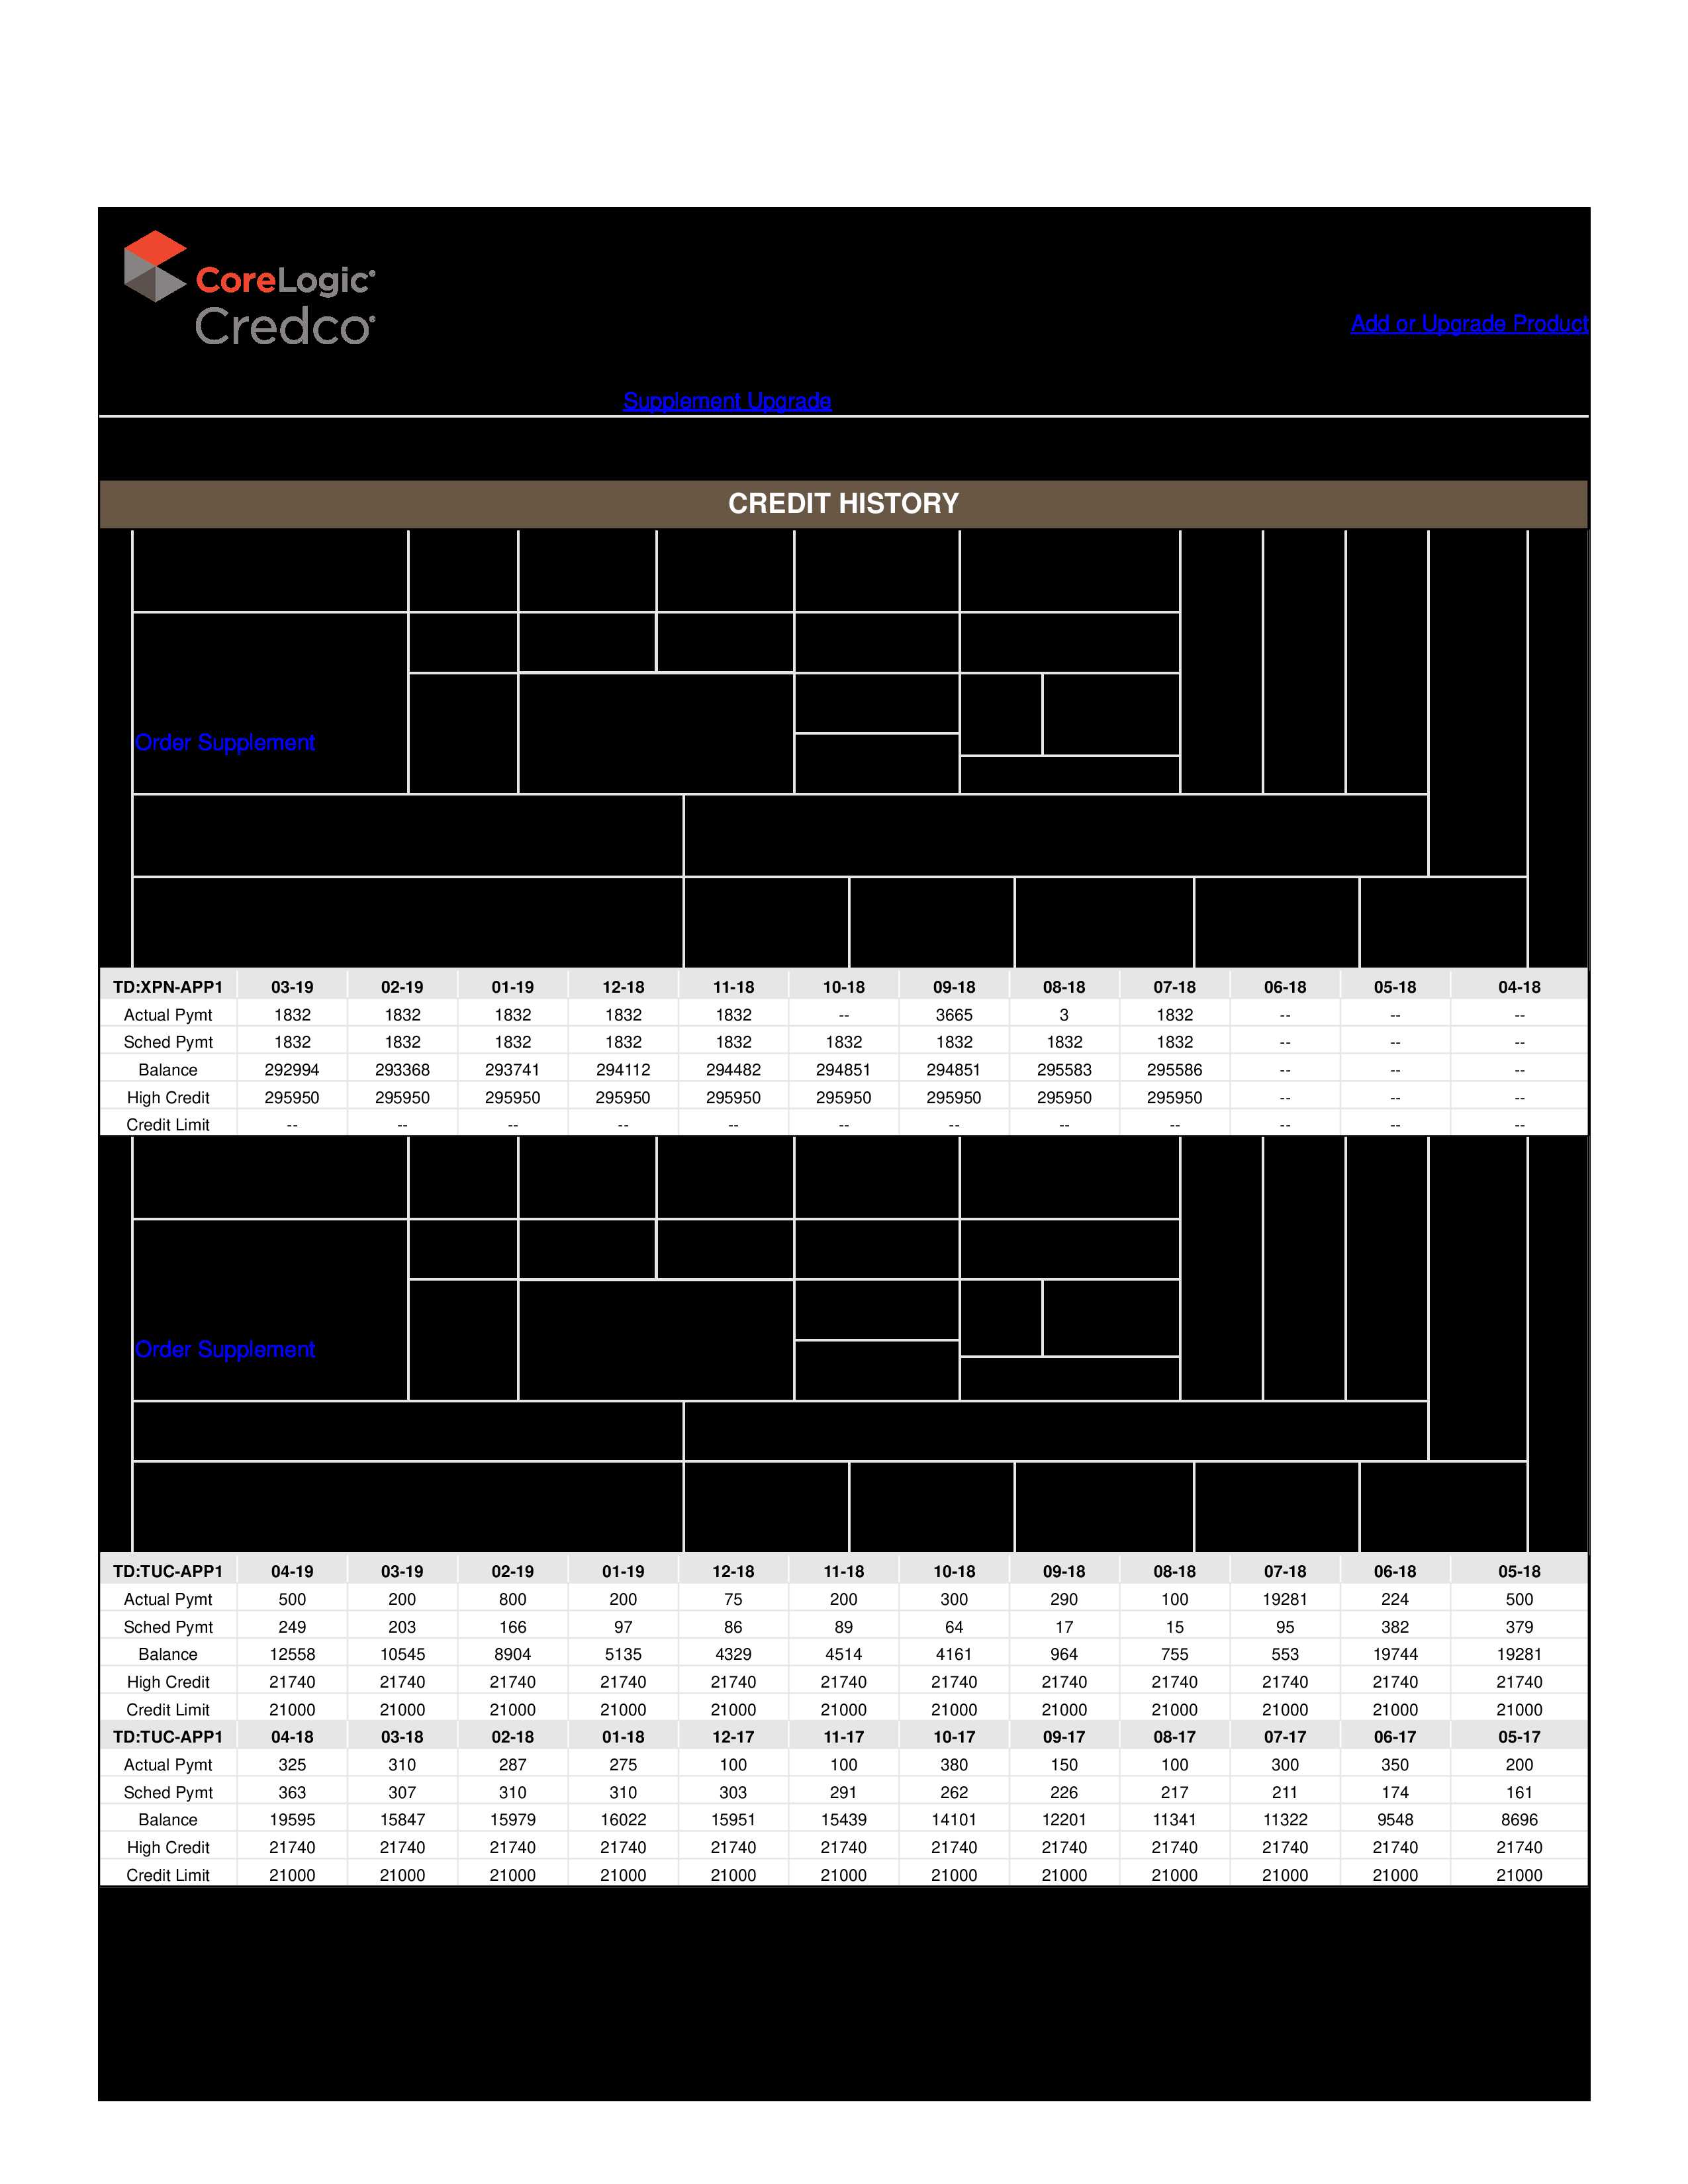 CoreLogic
Credco
Add or Upgrade Product
Supplement Upgrade
CREDIT HISTORY
Order Supplement
TD:XPN-APP1 03-19 02-19 01-19 12-18 11-18 10-18 09-18 08-18 07-18 06-18 05-18 04-18
Actual Pymt 1832 1832 1832 1832 1832 -- 3665 3 1832 -- -- --
Sched Pymt 1832 1832 1832 1832 1832 1832 1832 1832 1832 -- -- --
Balance 292994 293368 293741 294112 294482 294851 294851 295583 295586 -- -- --
High Credit 295950 295950 295950 295950 295950 295950 295950 295950 295950 -- -- --
Credit Limit -- -- -- -- -- -- -- -- -- -- -- --
Order Supplement
TD:TUC-APP1 04-19 03-19 02-19 01-19 12-18 11-18 10-18 09-18 08-18 07-18 06-18 05-18
Actual Pymt 500 200 800 200 75 200 300 290 100 19281 224 500
Sched Pymt 249 203 166 97 86 89 64 17 15 95 382 379
Balance 12558 10545 8904 5135 4329 4514 4161 964 755 553 19744 19281
High Credit 21740 21740 21740 21740 21740 21740 21740 21740 21740 21740 21740 21740
Credit Limit 21000 21000 21000 21000 21000 21000 21000 21000 21000 21000 21000 21000
TD:TUC-APP1 04-18 03-18 02-18 01-18 12-17 11-17 10-17 09-17 08-17 07-17 06-17 05-17
Actual Pymt 325 310 287 275 100 100 380 150 100 300 350 200
Sched Pymt 363 307 310 310 303 291 262 226 217 211 174 161
Balance 19595 15847 15979 16022 15951 15439 14101 12201 11341 11322 9548 8696
High Credit 21740 21740 21740 21740 21740 21740 21740 21740 21740 21740 21740 21740
Credit Limit 21000 21000 21000 21000 21000 21000 21000 21000 21000 21000 21000 21000